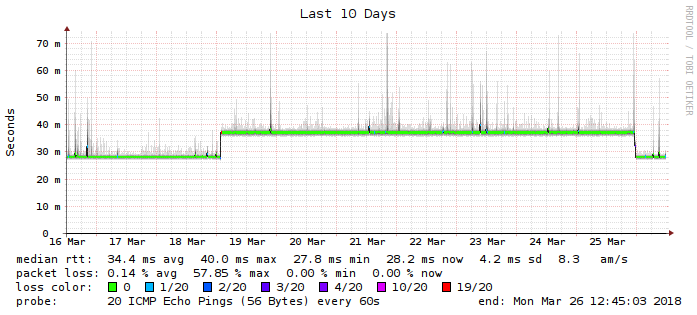 Last 10 Days
RRDTOOL / TOBI OETIKER
Seconds
70 m
60 m
50 m
40 m
30 m
20 m
10 m
0
16 Mar 17 Mar 18 Mar 19 Mar 20 Mar 21 Mar 22 Mar 23 Mar 24 Mar 25 Mar
median rtt: 34.4 ms avg 40.0 ms max 27.8 ms min 28.2 ms now 4.2 ms sd 8.3 am/s
packet loss: 0.14 % avg 57.85 % max 0.00 % min 0.00 % now
loss color: 0 1/20 2/20 3/20 4/20 10/20 19/20
probe: 20 ICMP Echo Pings (56 Bytes) every 60s end: Mon Mar 26 12:45:03 2018